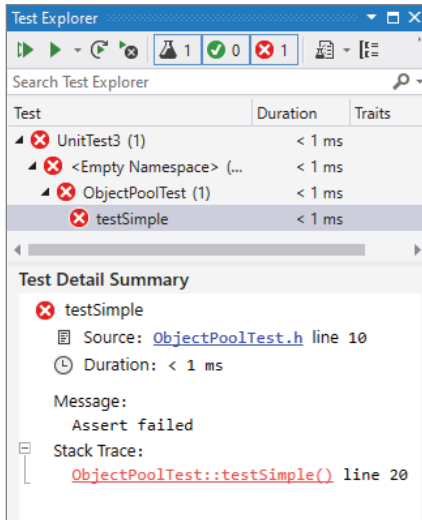 Test Explorer
1 0 1
Search Test Explorer
Test Duration Traits
UnitTest3 (1) < 1 ms
<Empty Namespace> (... < 1 ms
ObjectPoolTest (1) < 1 ms
testSimple < 1 ms
Test Detail Summary
testSimple
Source: ObjectPoolTest.h line 10
Duration: < 1 ms
Message:
Assert failed
Stack Trace:
ObjectPoolTest::testSimple() line 20